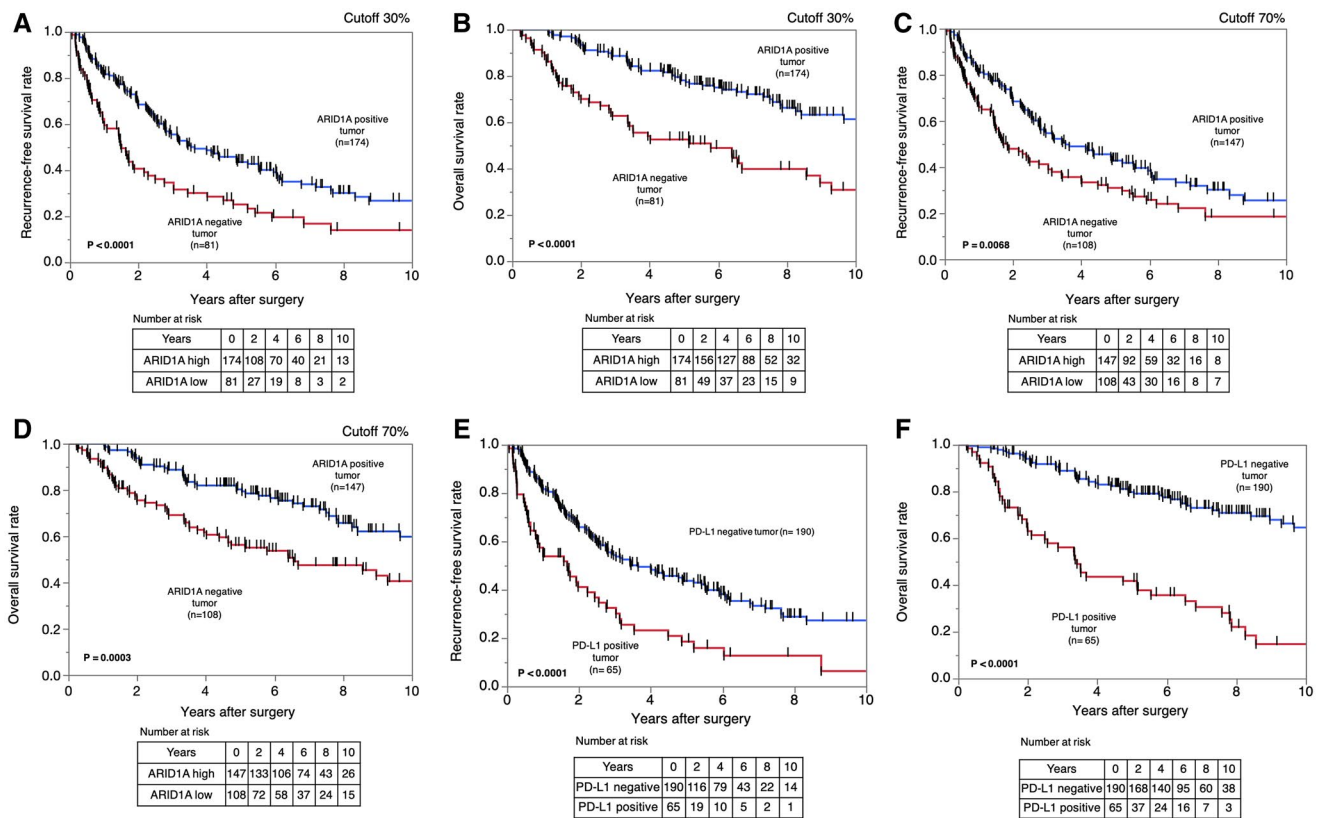 A
Cutoff 30%
Recurrence-free survival rate
1.0
0.8
0.6
0.4
0.2
0.0
ARID1A positive
tumor
(n=174)
ARID1A negative
tumor
(n=81)
P < 0.0001
0 2 4 6 8 10
Years after surgery
Number at risk
Years 0 2 4 6 8 10
ARID1A high 174 108 70 40 21 13
ARID1A low 81 27 19 8 3 2
B
Cutoff 30%
Overall survival rate
1.0
0.8
0.6
0.4
0.2
0.0
ARID1A positive
tumor
(n=174)
ARID1A negative
tumor
(n=81)
P < 0.0001
0 2 4 6 8 10
Years after surgery
Number at risk
Years 0 2 4 6 8 10
ARID1A high 174 156 127 88 52 32
ARID1A low 81 49 37 23 15 9
C
Cutoff 70%
Recurrence-free survival rate
1.0
0.8
0.6
0.4
0.2
0.0
ARID1A positive
tumor
(n=147)
ARID1A negative
tumor
(n=108)
P = 0.0068
0 2 4 6 8 10
Years after surgery
Number at risk
Years 0 2 4 6 8 10
ARID1A high 147 92 59 32 16 8
ARID1A low 108 43 30 16 8 7
D
Cutoff 70%
Overall survival rate
1.0
0.8
0.6
0.4
0.2
0.0
ARID1A positive
tumor
(n=147)
ARID1A negative
tumor
(n=108)
P = 0.0003
0 2 4 6 8 10
Years after surgery
Number at risk
Years 0 2 4 6 8 10
ARID1A high 147 133 106 74 43 26
ARID1A low 108 72 58 37 24 15
E
Recurrence-free survival rate
1.0
0.8
0.6
0.4
0.2
0.0
PD-L1 negative tumor (n= 190)
PD-L1 positive
tumor
(n= 65)
P < 0.0001
0 2 4 6 8 10
Years after surgery
Number at risk
Years 0 2 4 6 8 10
PD-L1 negative 190 116 79 43 22 14
PD-L1 positive 65 19 10 5 2 1
F
Overall survival rate
1.0
0.8
0.6
0.4
0.2
0.0
PD-L1 negative
tumor
(n= 190)
PD-L1 positive
tumor
(n= 65)
P < 0.0001
0 2 4 6 8 10
Years after surgery
Number at risk
Years 0 2 4 6 8 10
PD-L1 negative 190 168 140 95 60 38
PD-L1 positive 65 37 24 16 7 3